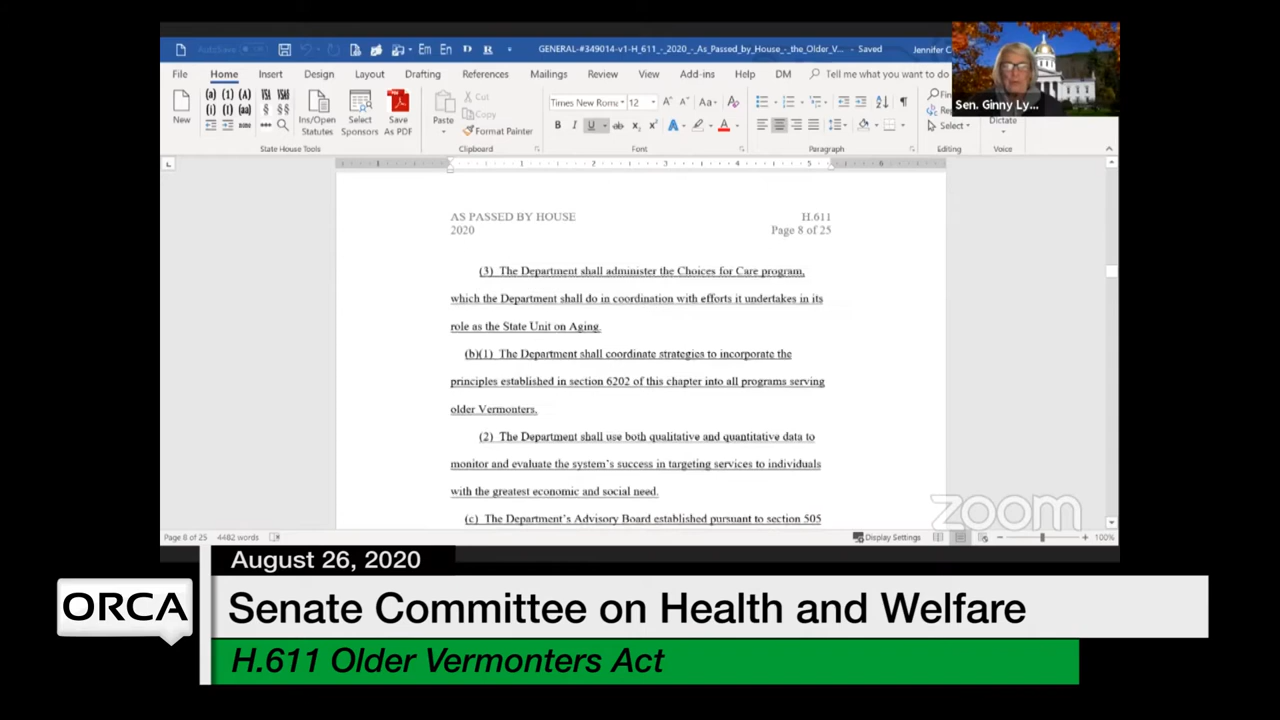 AutoSave
GENERAL-#349014-v1-H_611_-_2020_-_As_Passed_by_House_-_the_Older_V... - Saved
Jennifer C
File Home Insert Design Layout Drafting References Mailings Review View Add-ins Help DM Tell me what you want to do
Sen. Ginny Ly...
New
Ins/Open Statutes
Select Sponsors
Save As PDF
State House Tools
Paste
Cut
Copy
Format Painter
Clipboard
Times New Roma
12
Font
Paragraph
Select
Editing
Dictate
Voice
AS PASSED BY HOUSE H.611
2020 Page 8 of 25
(3) The Department shall administer the Choices for Care program,
which the Department shall do in coordination with efforts it undertakes in its
role as the State Unit on Aging.
(b)(1) The Department shall coordinate strategies to incorporate the
principles established in section 6202 of this chapter into all programs serving
older Vermonters.
(2) The Department shall use both qualitative and quantitative data to
monitor and evaluate the system's success in targeting services to individuals
with the greatest economic and social need.
(c) The Department's Advisory Board established pursuant to section 505
zoom
Page 8 of 25 4482 words Display Settings 100%
August 26, 2020
ORCA
Senate Committee on Health and Welfare
H.611 Older Vermonters Act